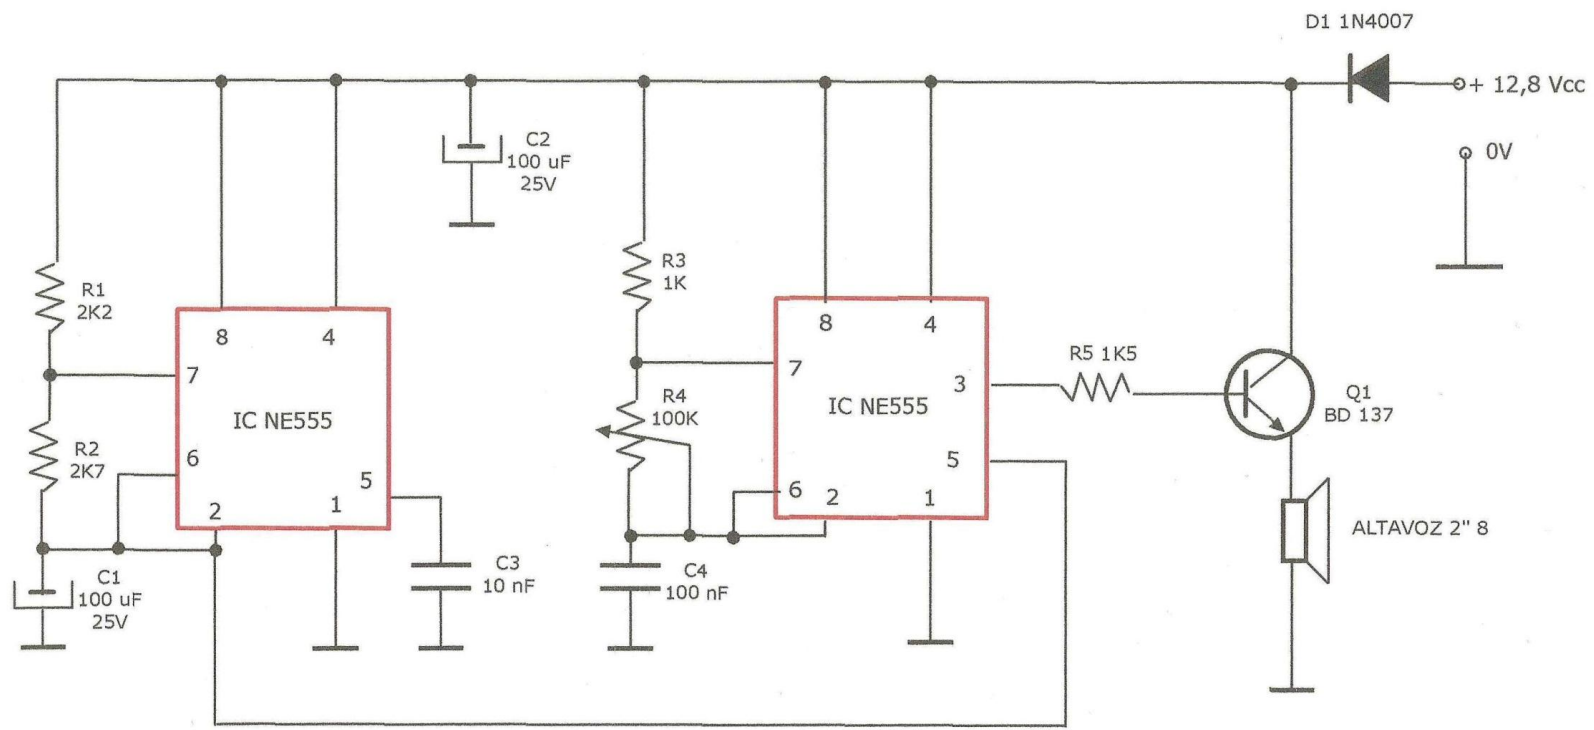 D1 1N4007
+ 12,8 Vcc
0V
C2
100 uF
25V
R1
2K2
R3
1K
8
4
8
4
7
7
R5 1K5
3
Q1
BD 137
R4
100K
IC NE555
IC NE555
R2
2K7
6
5
5
6
2
1
2
1
ALTAVOZ 2" 8
C1
100 uF
25V
C3
10 nF
C4
100 nF